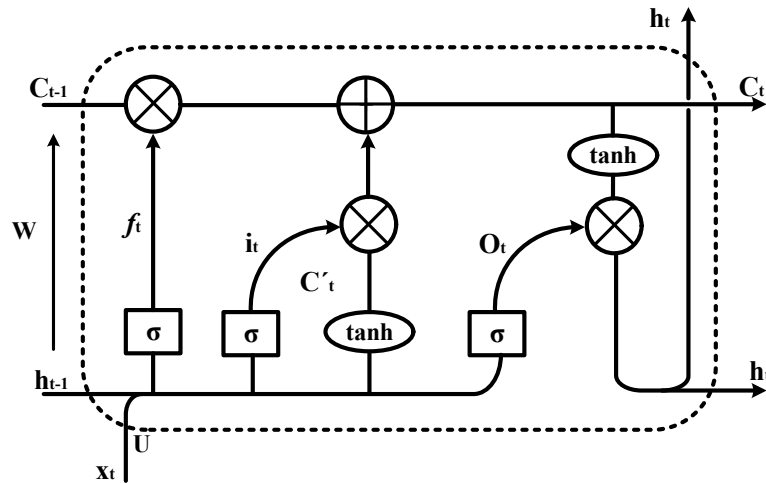 hₜ
Cₜ₋₁
Cₜ
tanh
W
fₜ
iₜ
Oₜ
C´ₜ
σ
σ
tanh
σ
hₜ₋₁
hₜ
U
xₜ